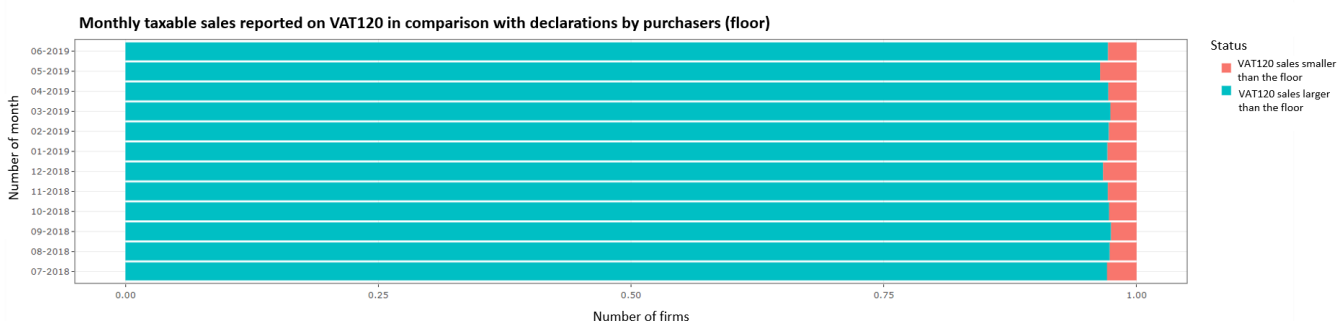 Monthly taxable sales reported on VAT120 in comparison with declarations by purchasers (floor)
Number of month
06-2019
05-2019
04-2019
03-2019
02-2019
01-2019
12-2018
11-2018
10-2018
09-2018
08-2018
07-2018
0.00
0.25
0.50
0.75
1.00
Number of firms
Status
VAT120 sales smaller
than the floor
VAT120 sales larger
than the floor